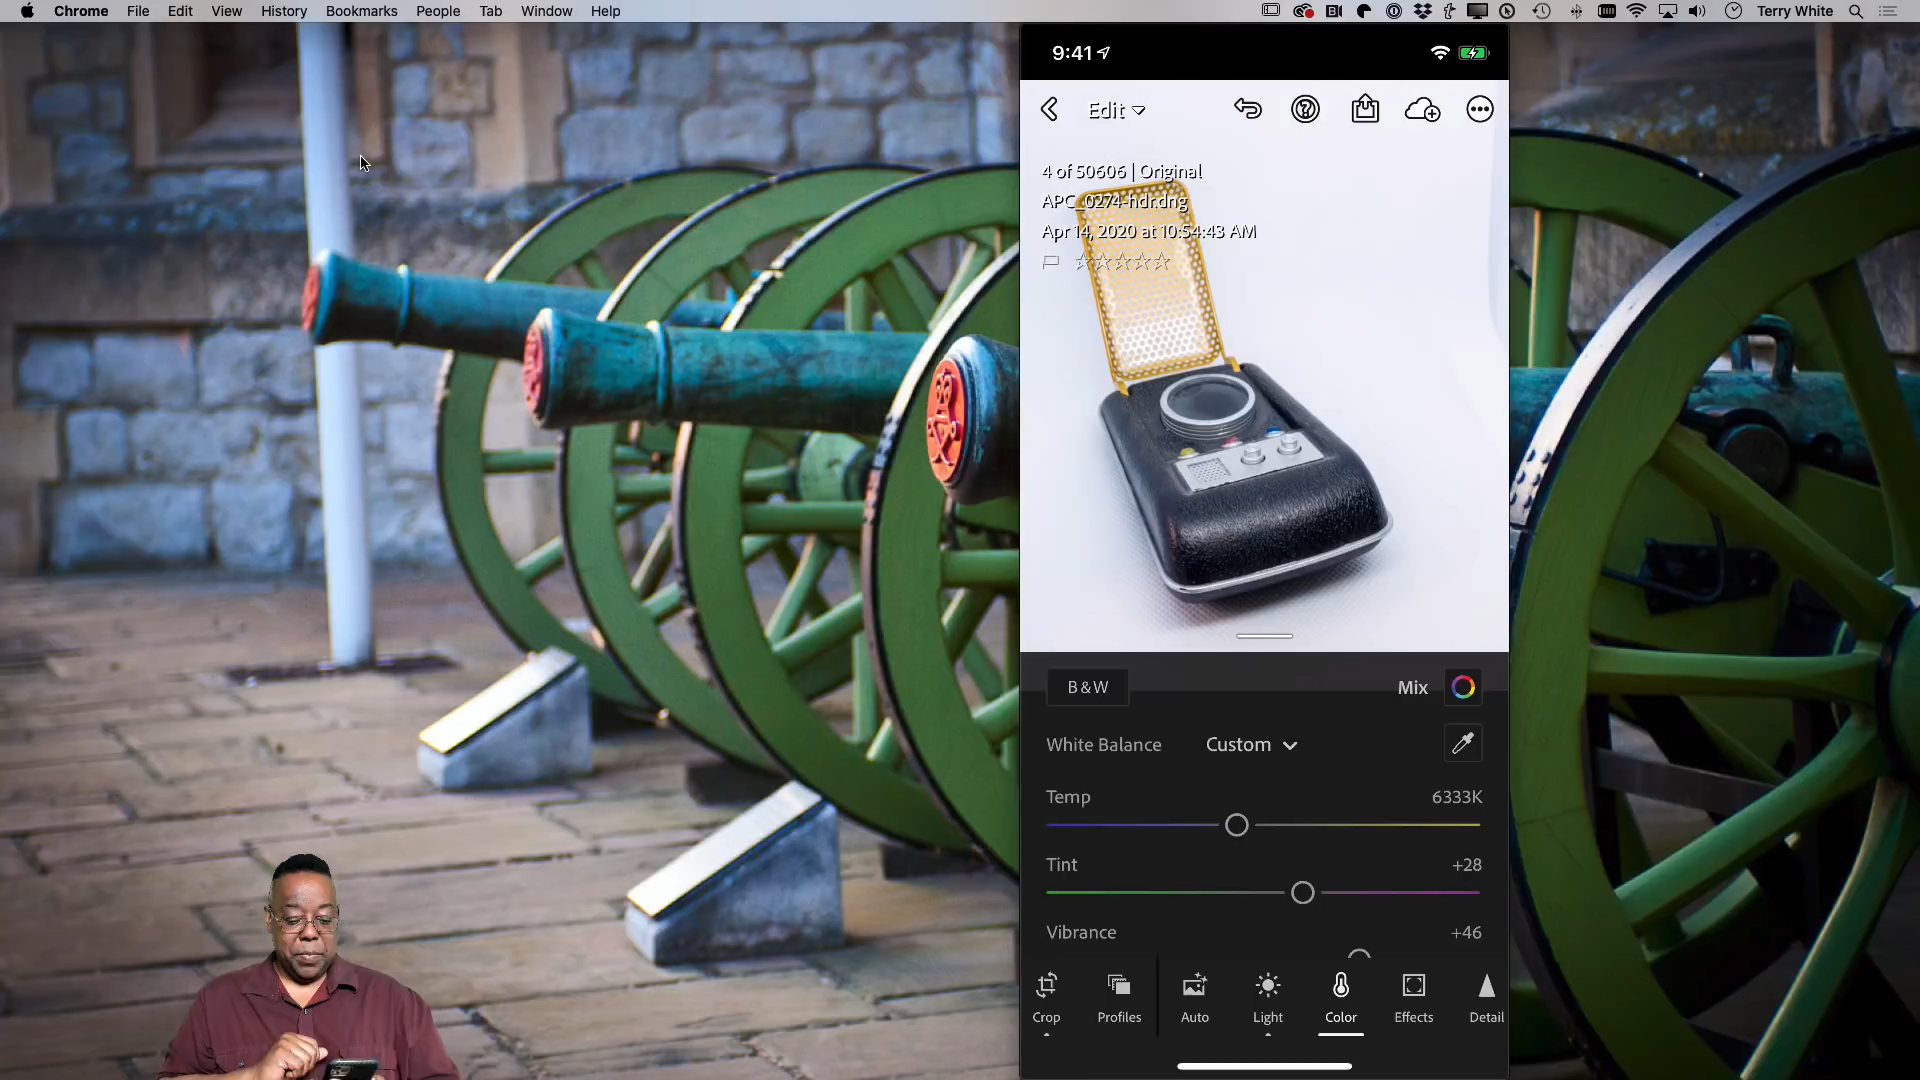 Chrome File Edit View History Bookmarks People Tab Window Help
Terry White
9:41
Edit
4 of 50606 | Original
APC_0274-hdr.dng
Apr 14, 2020 at 10:54:43 AM
B & W
Mix
White Balance Custom
Temp 6333K
Tint +28
Vibrance +46
Crop Profiles Auto Light Color Effects Detail